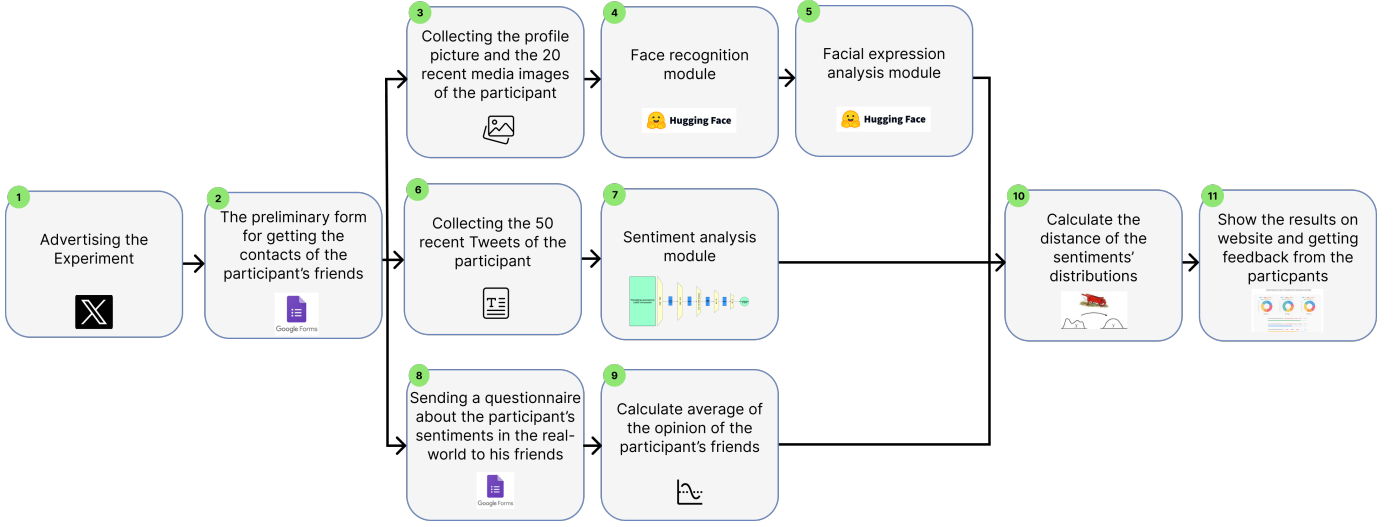 1
Advertising the
Experiment
2
The preliminary form
for getting the
contacts of the
participant's friends
Google Forms
3
Collecting the profile
picture and the 20
recent media images
of the participant
4
Face recognition
module
Hugging Face
5
Facial expression
analysis module
Hugging Face
6
Collecting the 50
recent Tweets of the
participant
T
7
Sentiment analysis
module
8
Sending a questionnaire
about the participant's
sentiments in the real-
world to his friends
Google Forms
9
Calculate average of
the opinion of the
participant's friends
10
Calculate the
distance of the
sentiments'
distributions
11
Show the results on
website and getting
feedback from the
particpants